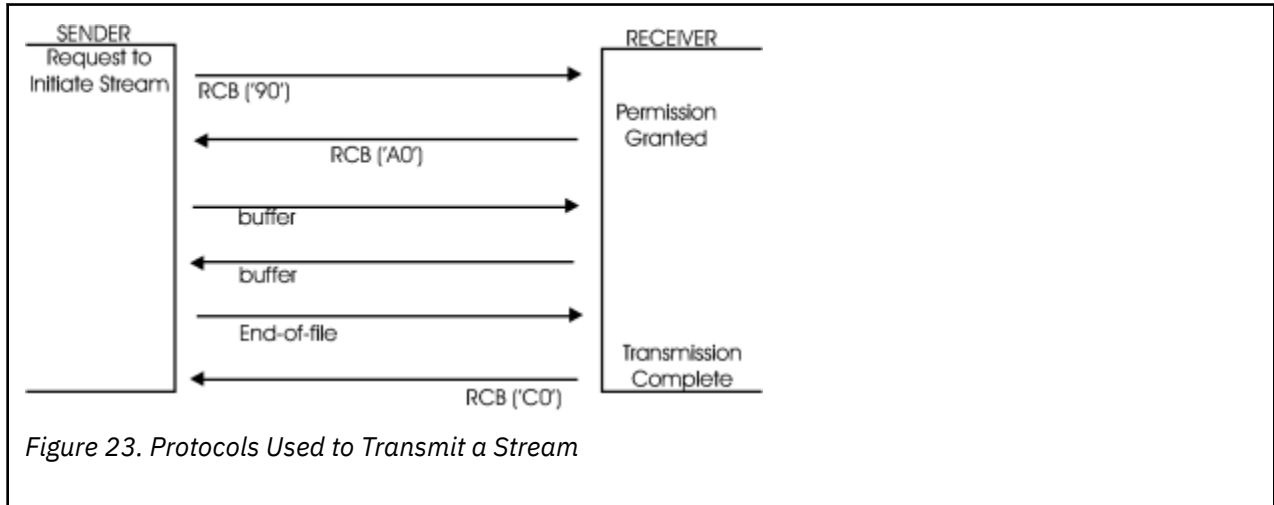 SENDER
RECEIVER
Request to
Initiate Stream
RCB ('90')
Permission
Granted
RCB ('A0')
buffer
buffer
End-of-file
Transmission
Complete
RCB ('C0')
Figure 23. Protocols Used to Transmit a Stream